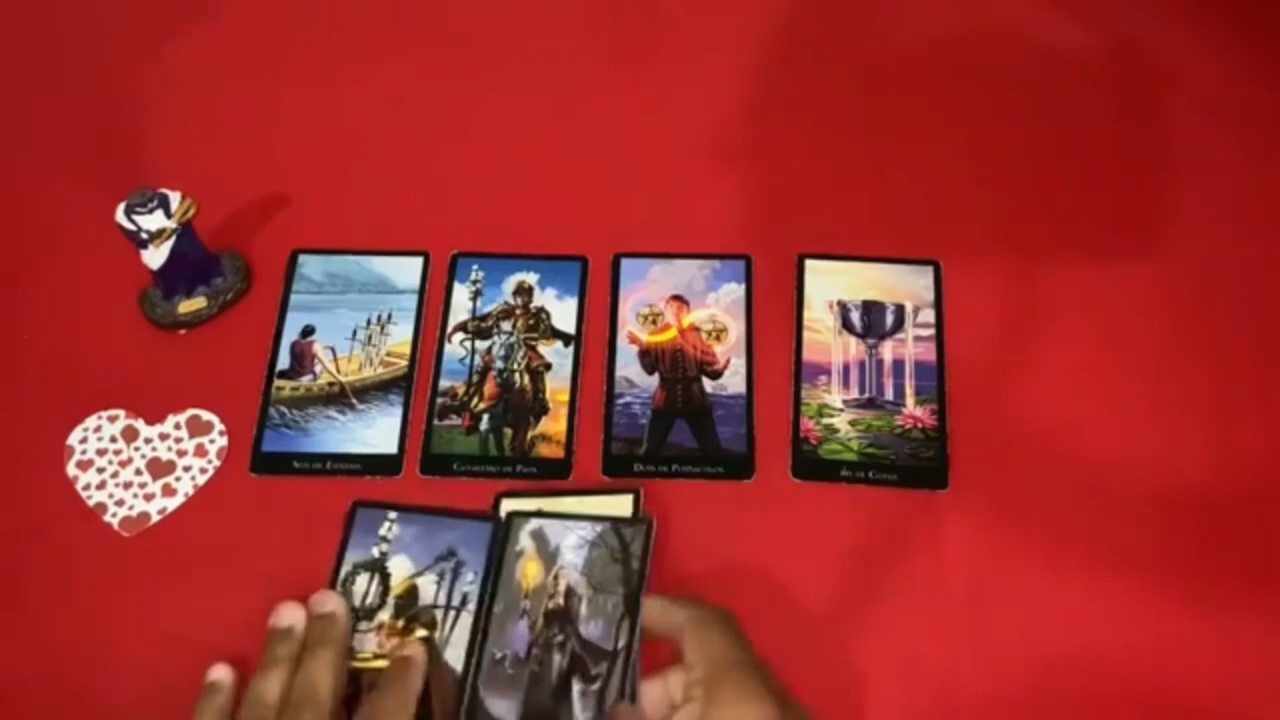 Seis de Espadas
Cavaleiro de Paus
Dois de Pentáculos
Ás de Copas